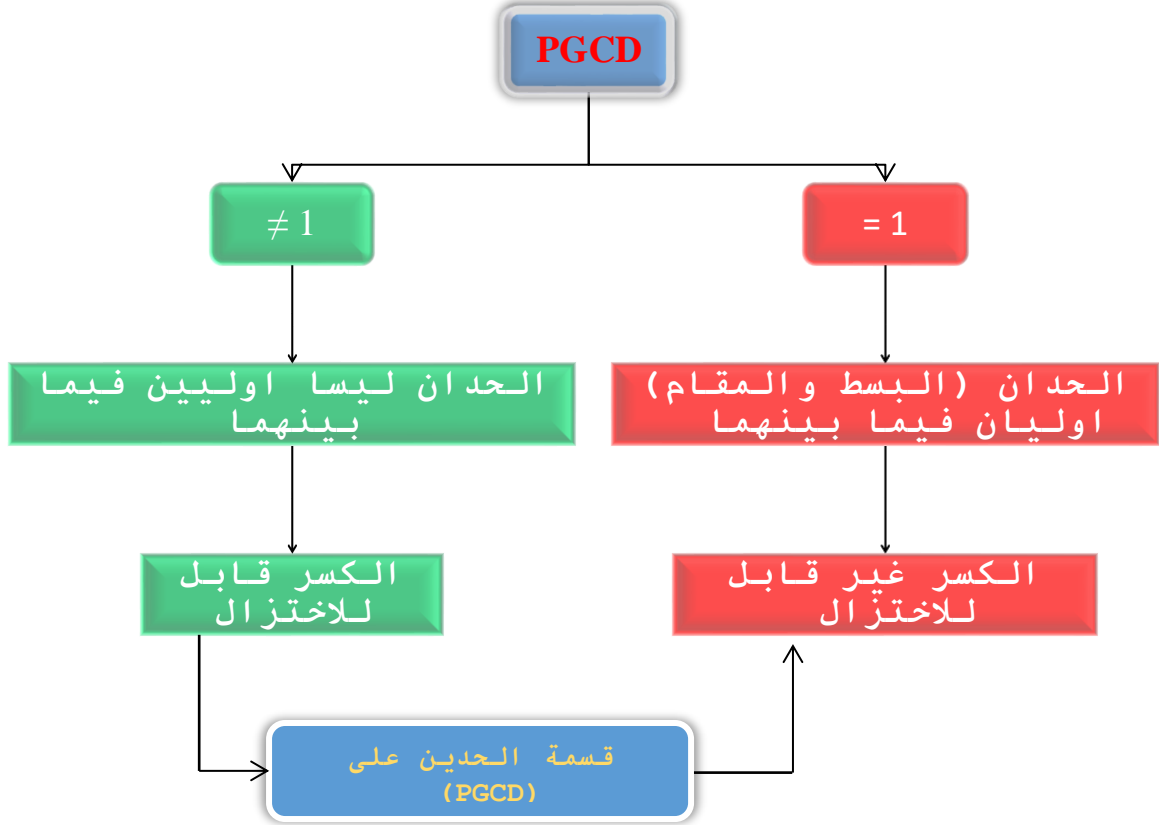 PGCD
= 1
≠ 1
الحدان (البسط والمقام)
اوليان فيما بينهما
الحدان ليسا اوليين فيما
بينهما
الكسر غير قابل
للاختزال
الكسر قابل
للاختزال
قسمة الحدين على
(PGCD)